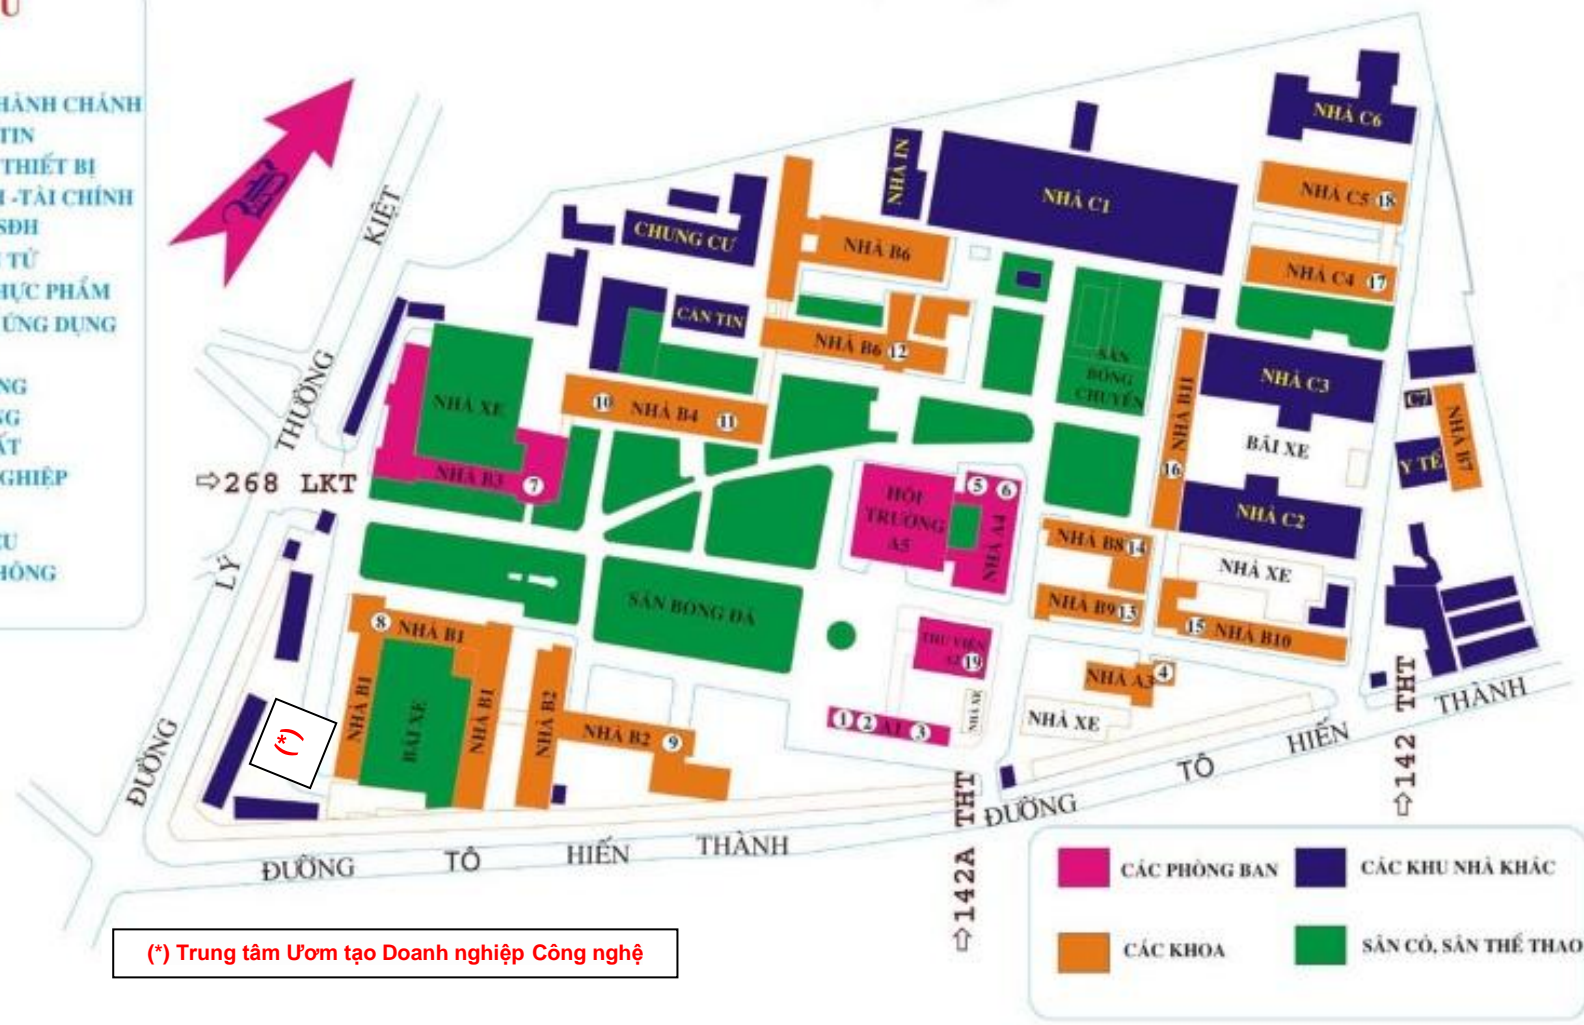 U
HÀNH CHÁNH
TIN
THIẾT BỊ
H -TÀI CHÍNH
SĐH
TỬ
HỰC PHẨM
ỨNG DỤNG
NG
NG
ẤT
GHIỆP
ỆU
HÔNG
KIỆT
THƯỜNG
LÝ
ĐƯỜNG
⇨268 LKT
NHÀ C6
NHÀ C5 18
NHÀ C4 17
NHÀ IN
NHÀ C1
CHUNG CƯ
NHÀ B6
CĂN TIN
NHÀ B6 12
SÂN
BÓNG
CHUYỀN
NHÀ XE
10 NHÀ B4 11
NHÀ B11
16
NHÀ C3
BÃI XE
NHÀ C2
C7
NHÀ B7
Y TẾ
NHÀ B3 7
HỘI
TRƯỜNG
A5
5 6
NHÀ A4
NHÀ B8 14
NHÀ XE
NHÀ B9 13
15 NHÀ B10
SÂN BÓNG ĐÁ
8 NHÀ B1
NHÀ B1
BÃI XE
NHÀ B1
NHÀ B2
NHÀ B2 9
THƯ VIỆN
A2 19
NHÀ A3 4
1 2 A1 3
NHÀ XE
NHÀ XE
(*)
ĐƯỜNG TÔ HIẾN THÀNH
ĐƯỜNG TÔ HIẾN THÀNH
⇨142A THT
⇨142 THT
CÁC PHÒNG BAN
CÁC KHU NHÀ KHÁC
CÁC KHOA
SÂN CỎ, SÂN THỂ THAO
(*) Trung tâm Ươm tạo Doanh nghiệp Công nghệ